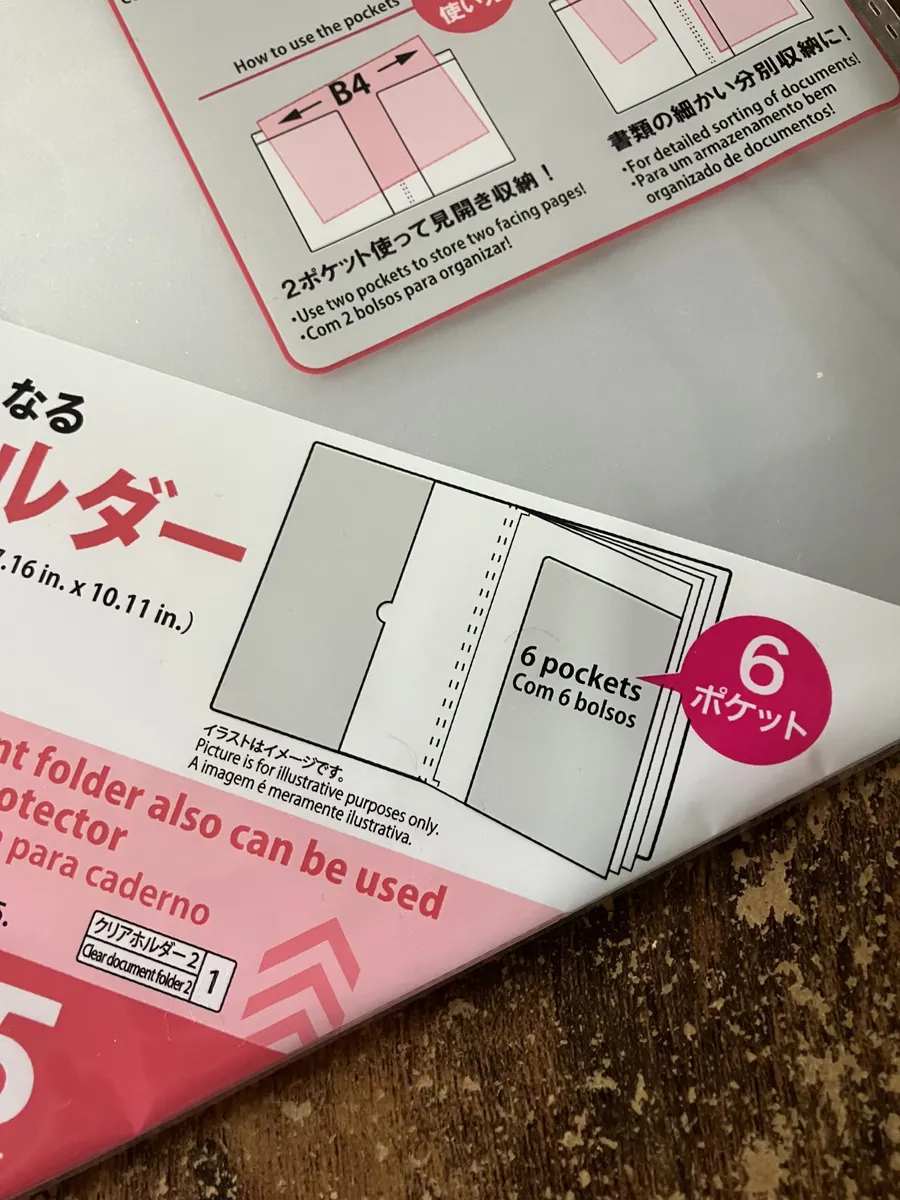 How to use the pockets
使い
B4
2ポケット使って見開き収納!
•Use two pockets to store two facing pages!
•Com 2 bolsos para organizar!
書類の細かい分別収納に!
•For detailed sorting of documents!
•Para um armazenamento bem
organizado de documentos!
なる
ルダー
.16 in. x 10.11 in.)
6 pockets
Com 6 bolsos
6
ポケット
イラストはイメージです。
Picture is for illustrative purposes only.
A imagem é meramente ilustrativa.
nt folder also can be used
otector
para caderno
5.
クリアホルダー2
Clear document folder 2
1
5